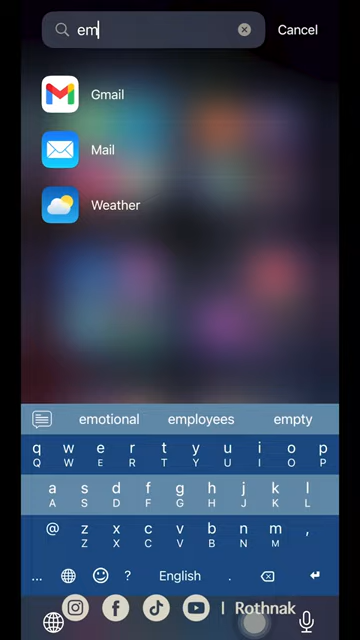 em
Cancel
Gmail
Mail
Weather
emotional employees empty
q w e r t y u i o p
Q W E R T Y U I O P
a s d f g h j k l
A S D F G H J K L
@ z x c v b n m ,
Z X C V B N M
... ? English .
| Rothnak